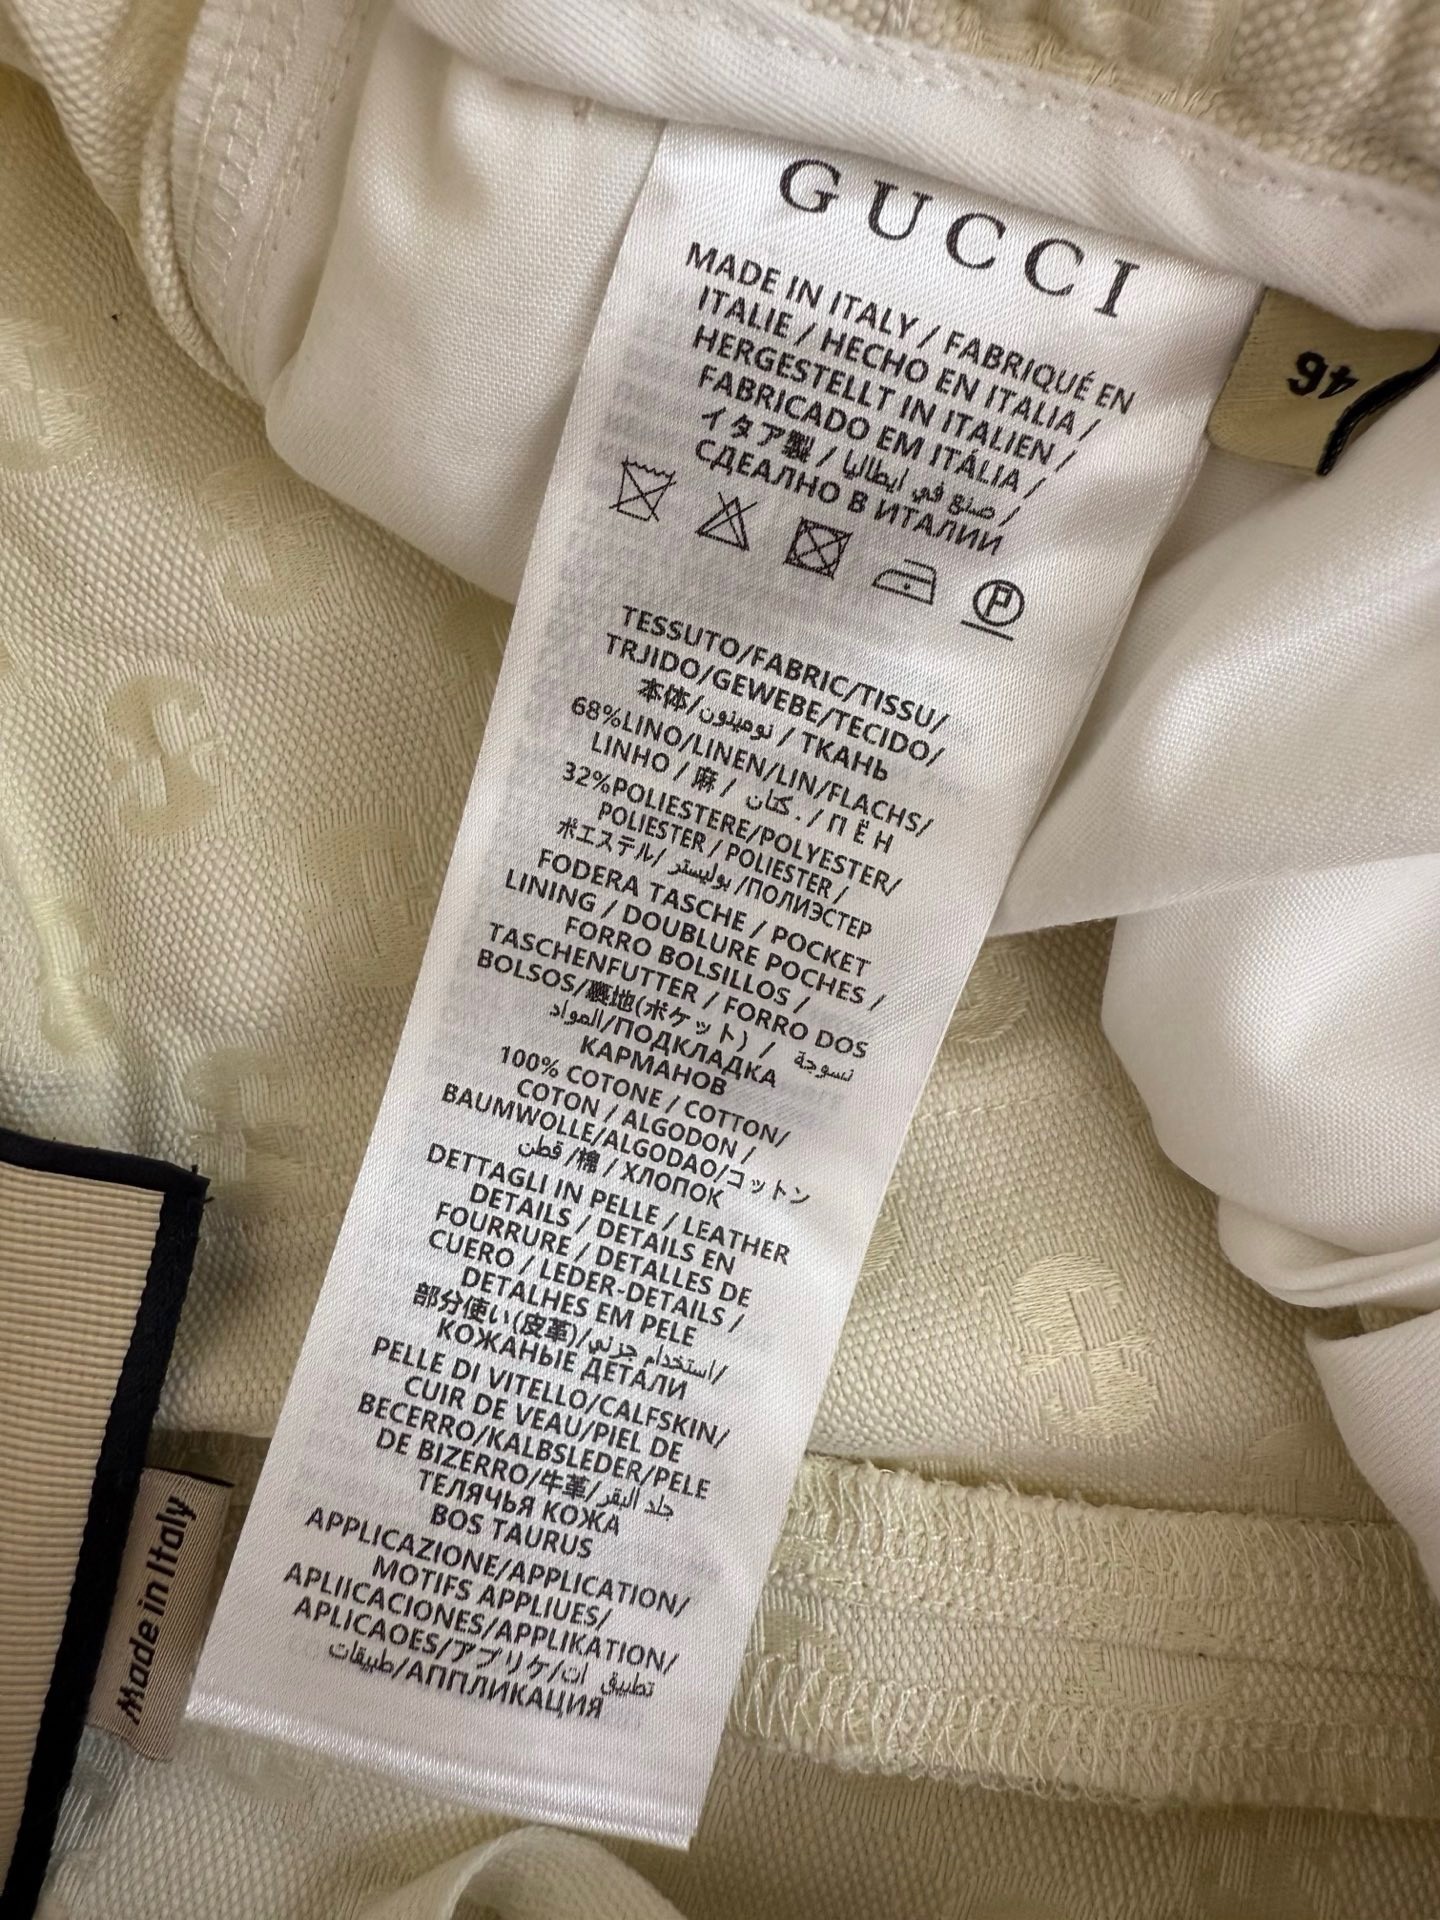 GUCCI
MADE IN ITALY / FABRIQUÉ EN
ITALIE / HECHO EN ITALIA /
HERGESTELLT IN ITALIEN /
FABRICADO EM ITÁLIA /
イタア製 / صنع في ايطاليا /
СДЕАЛНО В ИТАЛИИ
P
TESSUTO/FABRIC/TISSU/
TRJIDO/GEWEBE/TECIDO/
本体/نومينون / ТКАНЬ
68%LINO/LINEN/LIN/FLACHS/
LINHO / 麻 / كتان. / П Ё Н
32%POLIESTERE/POLYESTER/
POLIESTER / POLIESTER /
ポエステル/ بوليستر /ПОЛИЭСТЕР
FODERA TASCHE / POCKET
LINING / DOUBLURE POCHES /
FORRO BOLSILLOS /
TASCHENFUTTER / FORRO DOS
BOLSOS/裏地(ポケット) / نسوجة
المواد/ПОДКЛАДКА
КАРМАНОВ
100% COTONE / COTTON/
COTON / ALGODON /
BAUMWOLLE/ALGODAO/コットン
قطن /棉 / ХЛОПОК
DETTAGLI IN PELLE / LEATHER
DETAILS / DETAILS EN
FOURRURE / DETALLES DE
CUERO / LEDER-DETAILS /
DETALHES EM PELE
部分使い(皮革)/استخدام جزئي/
КОЖАНЫЕ ДЕТАЛИ
PELLE DI VITELLO/CALFSKIN/
CUIR DE VEAU/PIEL DE
BECERRO/KALBSLEDER/PELE
DE BIZERRO/牛革/جلد البقر
ТЕЛЯЧЬЯ КОЖА
BOS TAURUS
APPLICAZIONE/APPLICATION/
MOTIFS APPLIUES/
APLIICACIONES/APPLIKATION/
APLICAOES/アプリケ/تطبيق ات
طبيقات/АППЛИКАЦИЯ
46
Made in Italy